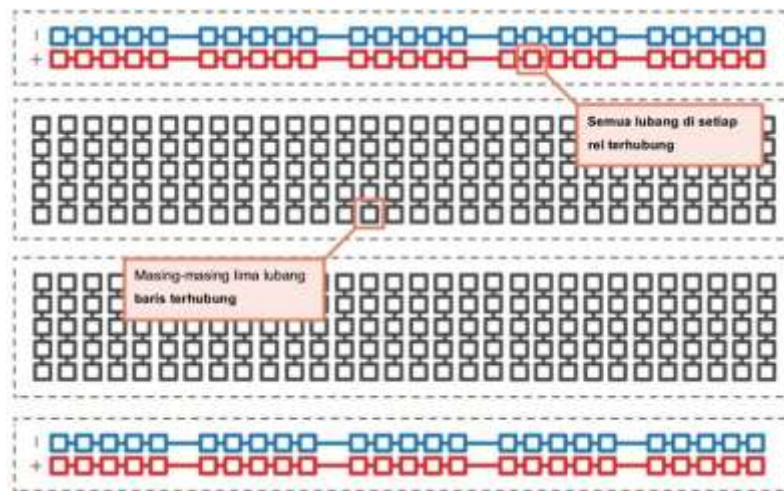 -
+
Semua lubang di setiap
rel terhubung
Masing-masing lima lubang
baris terhubung
-
+